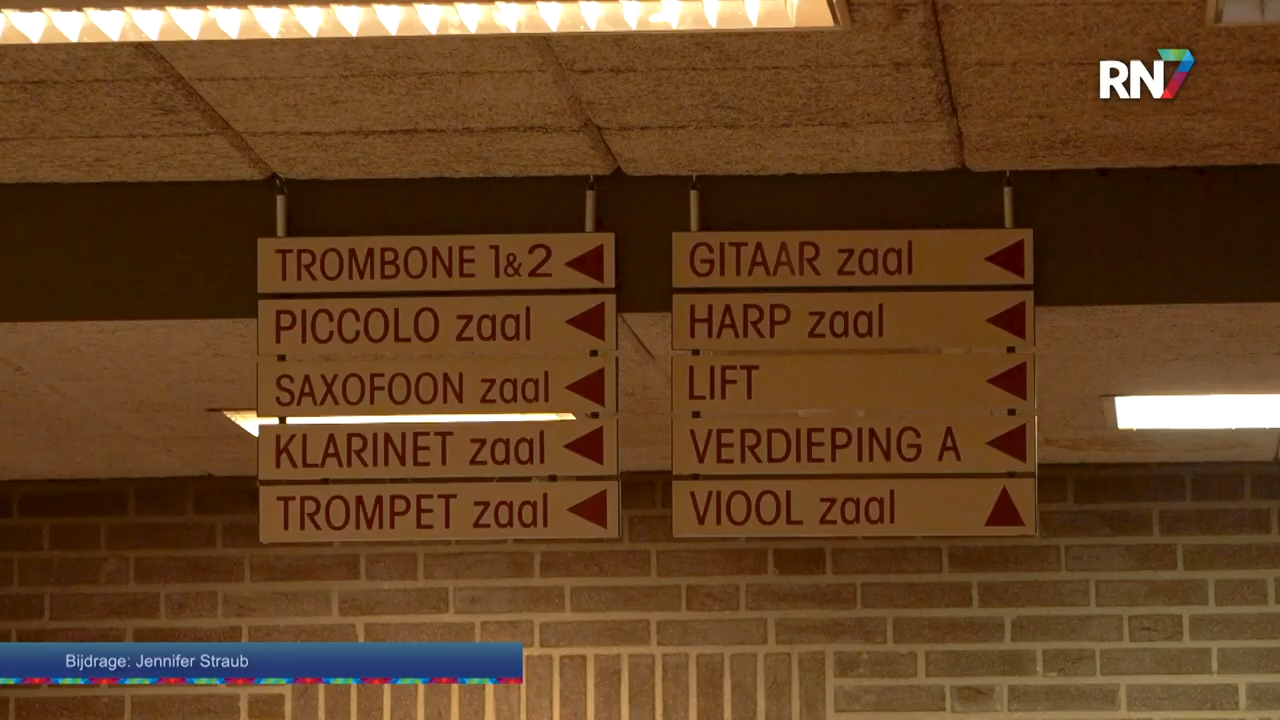 RN7
TROMBONE 1&2
PICCOLO zaal
SAXOFOON zaal
KLARINET zaal
TROMPET zaal
GITAAR zaal
HARP zaal
LIFT
VERDIEPING A
VIOOL zaal
Bijdrage: Jennifer Straub